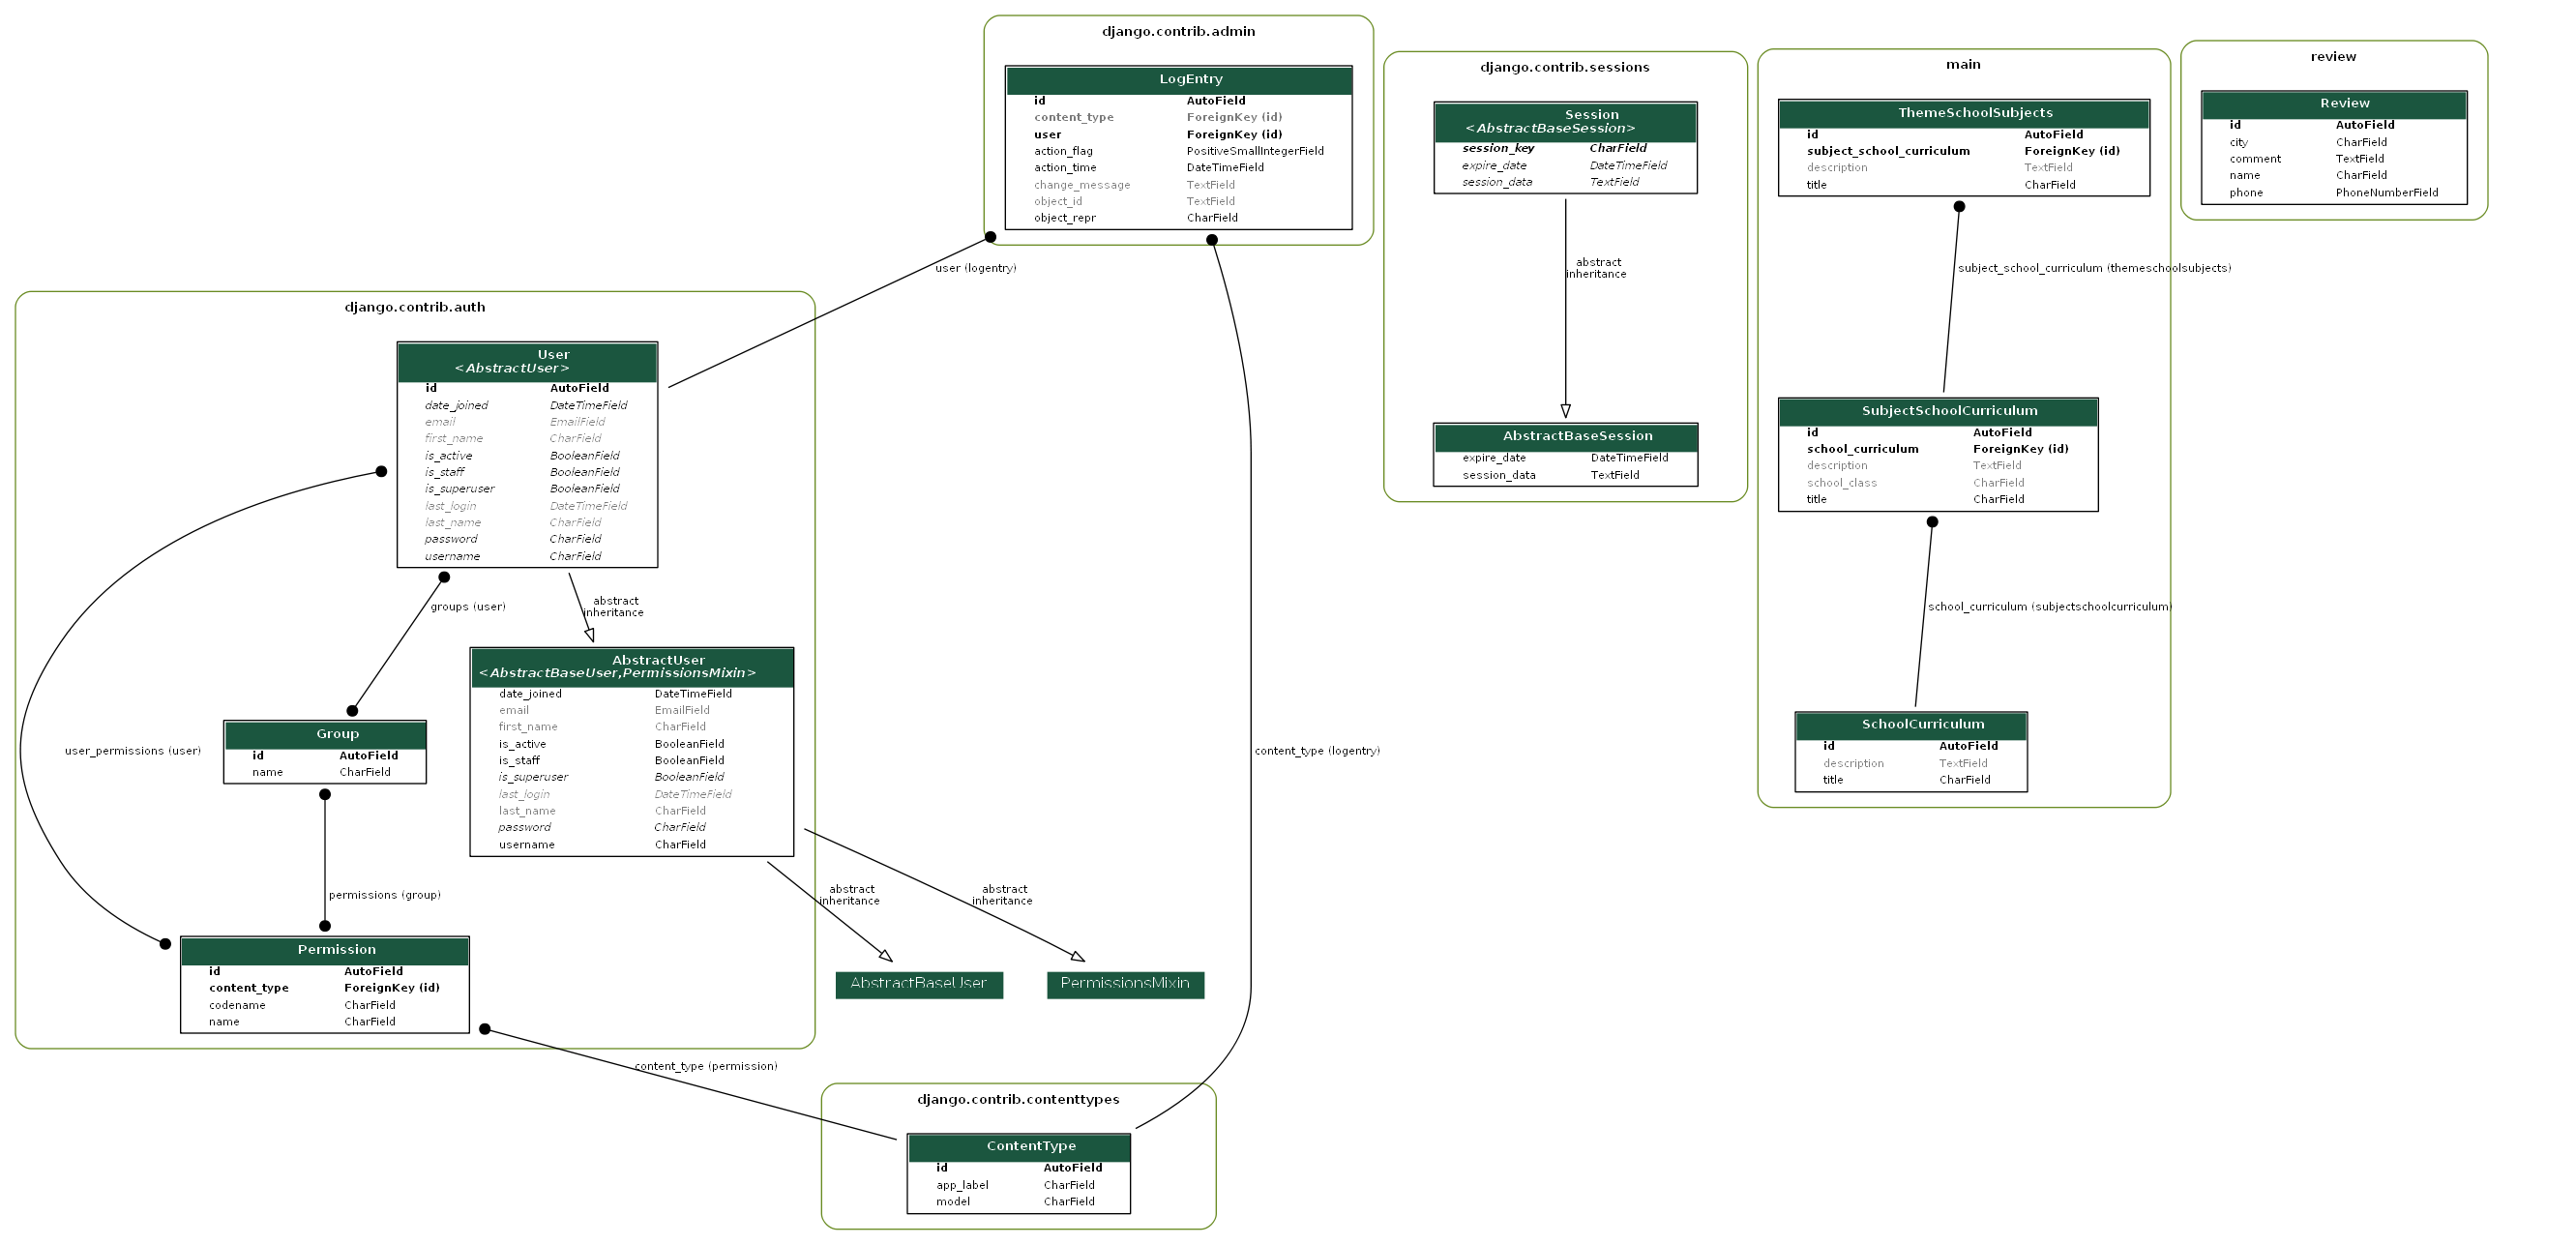 django.contrib.admin
LogEntry
id AutoField
content_type ForeignKey (id)
user ForeignKey (id)
action_flag PositiveSmallIntegerField
action_time DateTimeField
change_message TextField
object_id TextField
object_repr CharField
django.contrib.sessions
Session
<AbstractBaseSession>
session_key CharField
expire_date DateTimeField
session_data TextField
abstract
inheritance
AbstractBaseSession
expire_date DateTimeField
session_data TextField
main
ThemeSchoolSubjects
id AutoField
subject_school_curriculum ForeignKey (id)
description TextField
title CharField
subject_school_curriculum (themeschoolsubjects)
SubjectSchoolCurriculum
id AutoField
school_curriculum ForeignKey (id)
description TextField
school_class CharField
title CharField
school_curriculum (subjectschoolcurriculum)
SchoolCurriculum
id AutoField
description TextField
title CharField
review
Review
id AutoField
city CharField
comment TextField
name CharField
phone PhoneNumberField
user (logentry)
django.contrib.auth
User
<AbstractUser>
id AutoField
date_joined DateTimeField
email EmailField
first_name CharField
is_active BooleanField
is_staff BooleanField
is_superuser BooleanField
last_login DateTimeField
last_name CharField
password CharField
username CharField
groups (user)
abstract
inheritance
AbstractUser
<AbstractBaseUser,PermissionsMixin>
date_joined DateTimeField
email EmailField
first_name CharField
is_active BooleanField
is_staff BooleanField
is_superuser BooleanField
last_login DateTimeField
last_name CharField
password CharField
username CharField
user_permissions (user)
Group
id AutoField
name CharField
permissions (group)
Permission
id AutoField
content_type ForeignKey (id)
codename CharField
name CharField
abstract
inheritance
abstract
inheritance
AbstractBaseUser
PermissionsMixin
content_type (logentry)
content_type (permission)
django.contrib.contenttypes
ContentType
id AutoField
app_label CharField
model CharField